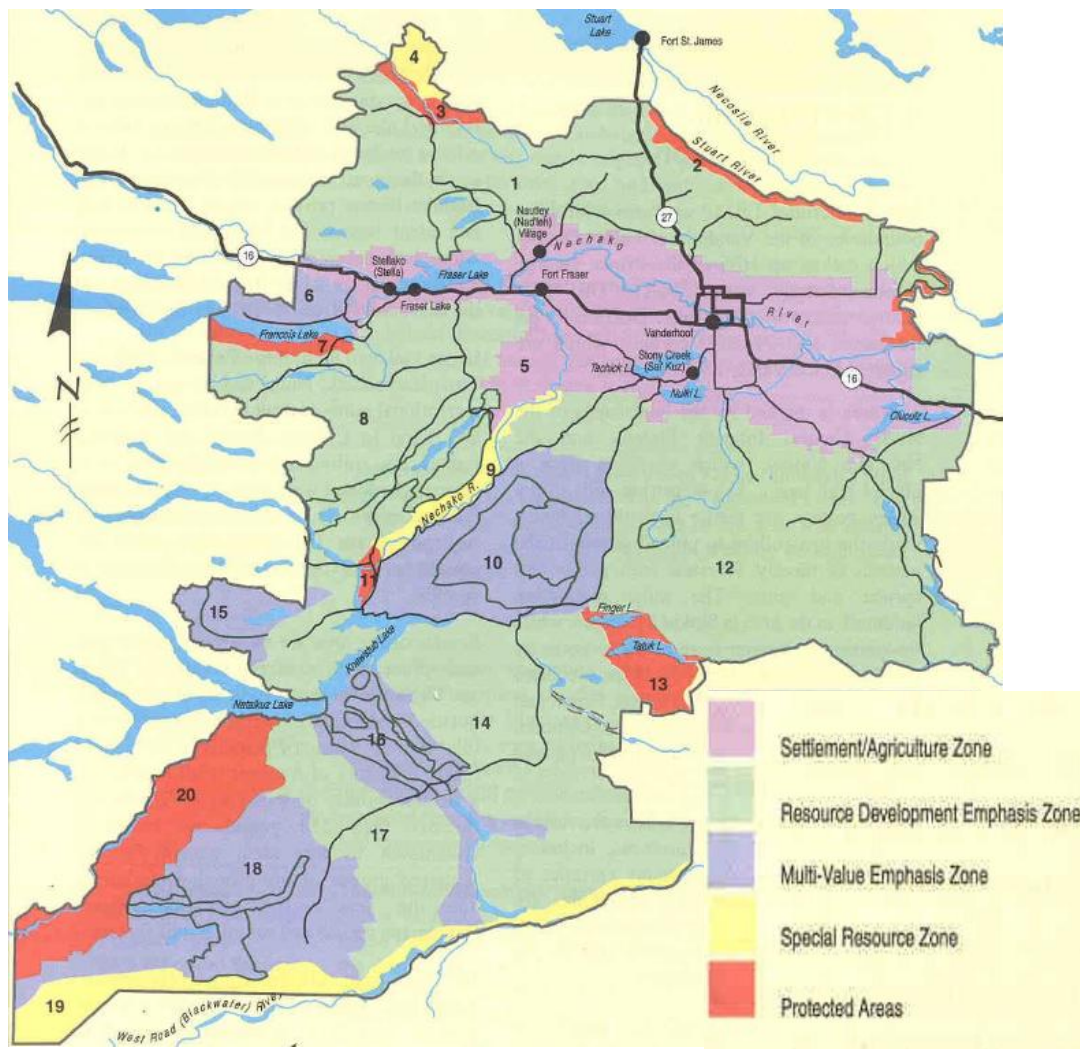 Stuart
Lake
Fort St. James
4
3
Necoslie River
Stuart River
2
1
27
Nautley
(Nad'leh)
Village
Nechako
16
Stellako
(Stella)
Fraser Lake
Fort Fraser
6
Fraser Lake
River
Vanderhoof
Francois Lake
7
Stony Creek
(Sai' Kuz)
5
Tachick L.
Nulki L.
16
Cluculz L.
N
8
9
Nechako R.
10
11
12
15
Finger L.
Knewstub Lake
Tatuk L.
13
Natalkuz Lake
14
16
20
17
18
19
West Road (Blackwater) River
Settlement/Agriculture Zone
Resource Development Emphasis Zone
Multi-Value Emphasis Zone
Special Resource Zone
Protected Areas